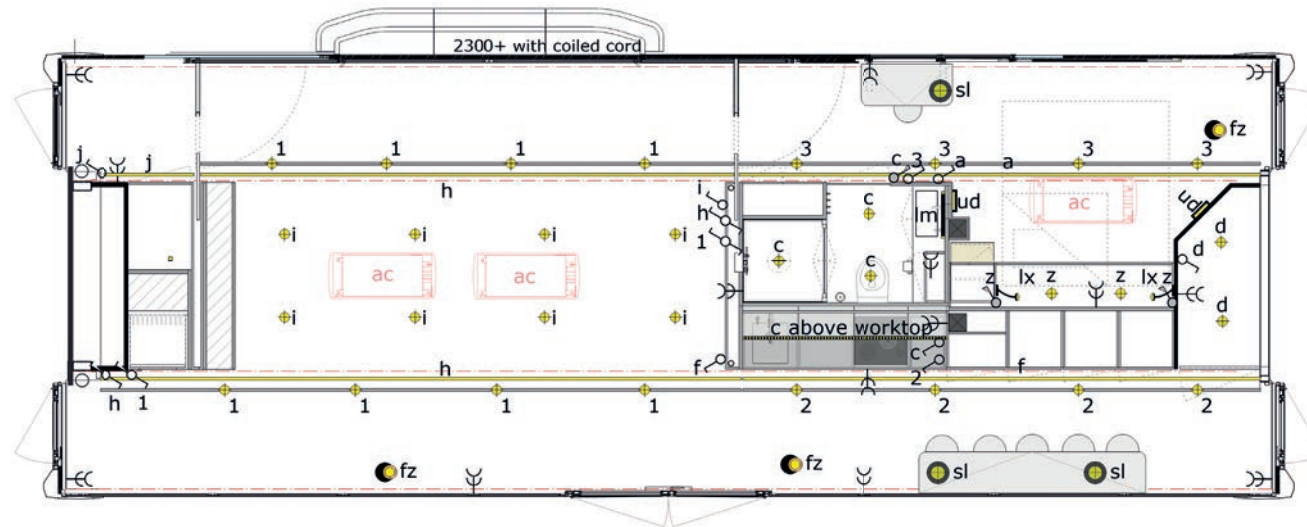 2300+ with coiled cord
sl
fz
1 1 1 1 3 3 3 3
j j c 3 a a
h
i
h
1
c
lm
ud
ud
ac
i i i i
c
d
d
ac ac
c
z lx z z lx z
i i i i
d
c above worktop
c
f
2
f
h
h 1
1 1 1 1 2 2 2 2
fz
fz
sl sl